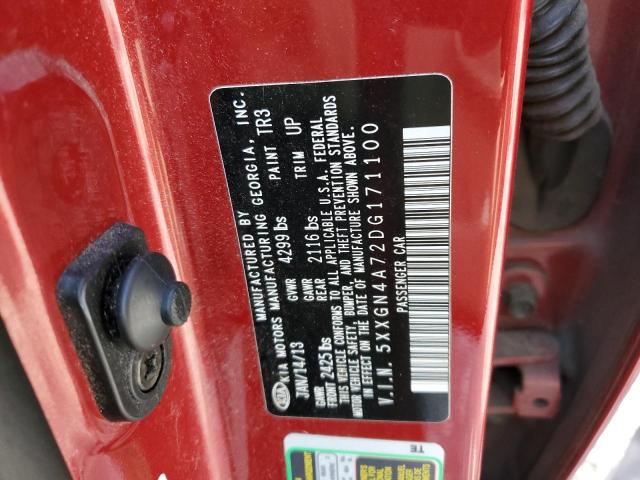 MANUFACTURED BY
KIA MOTORS MANUFACTURING GEORGIA, INC.
JAN/14/13 GVWR 4299 lbs PAINT TR3
GAWR FRONT 2425 lbs GAWR REAR 2116 lbs TRIM UP
THIS VEHICLE CONFORMS TO ALL APPLICABLE U.S.A. FEDERAL
MOTOR VEHICLE SAFETY, BUMPER, AND THEFT PREVENTION STANDARDS
IN EFFECT ON THE DATE OF MANUFACTURE SHOWN ABOVE.
V.I.N. 5XXGN4A72DG171100
PASSENGER CAR